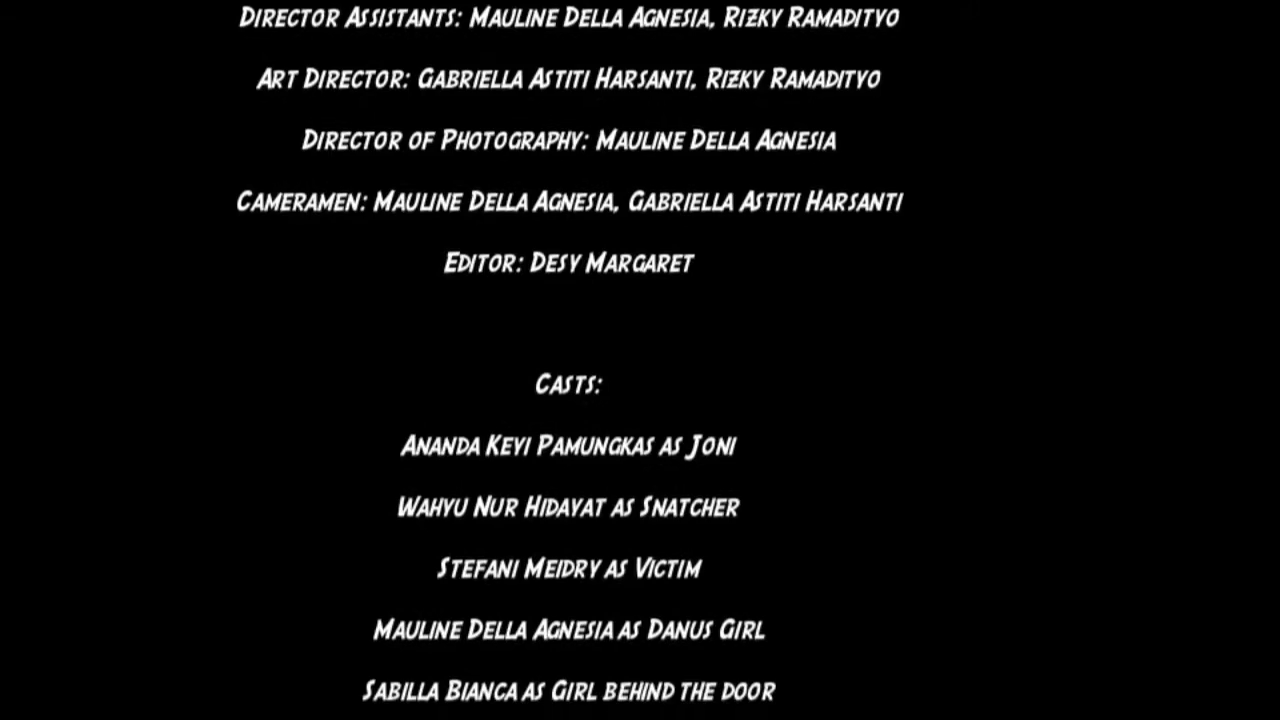 Director Assistants: Mauline Della Agnesia, Rizky Ramadityo
Art Director: Gabriella Astiti Harsanti, Rizky Ramadityo
Director of Photography: Mauline Della Agnesia
Cameramen: Mauline Della Agnesia, Gabriella Astiti Harsanti
Editor: Desy Margaret
Casts:
Ananda Keyi Pamungkas as Joni
Wahyu Nur Hidayat as Snatcher
Stefani Meidry as Victim
Mauline Della Agnesia as Danus Girl
Sabilla Bianca as Girl behind the door